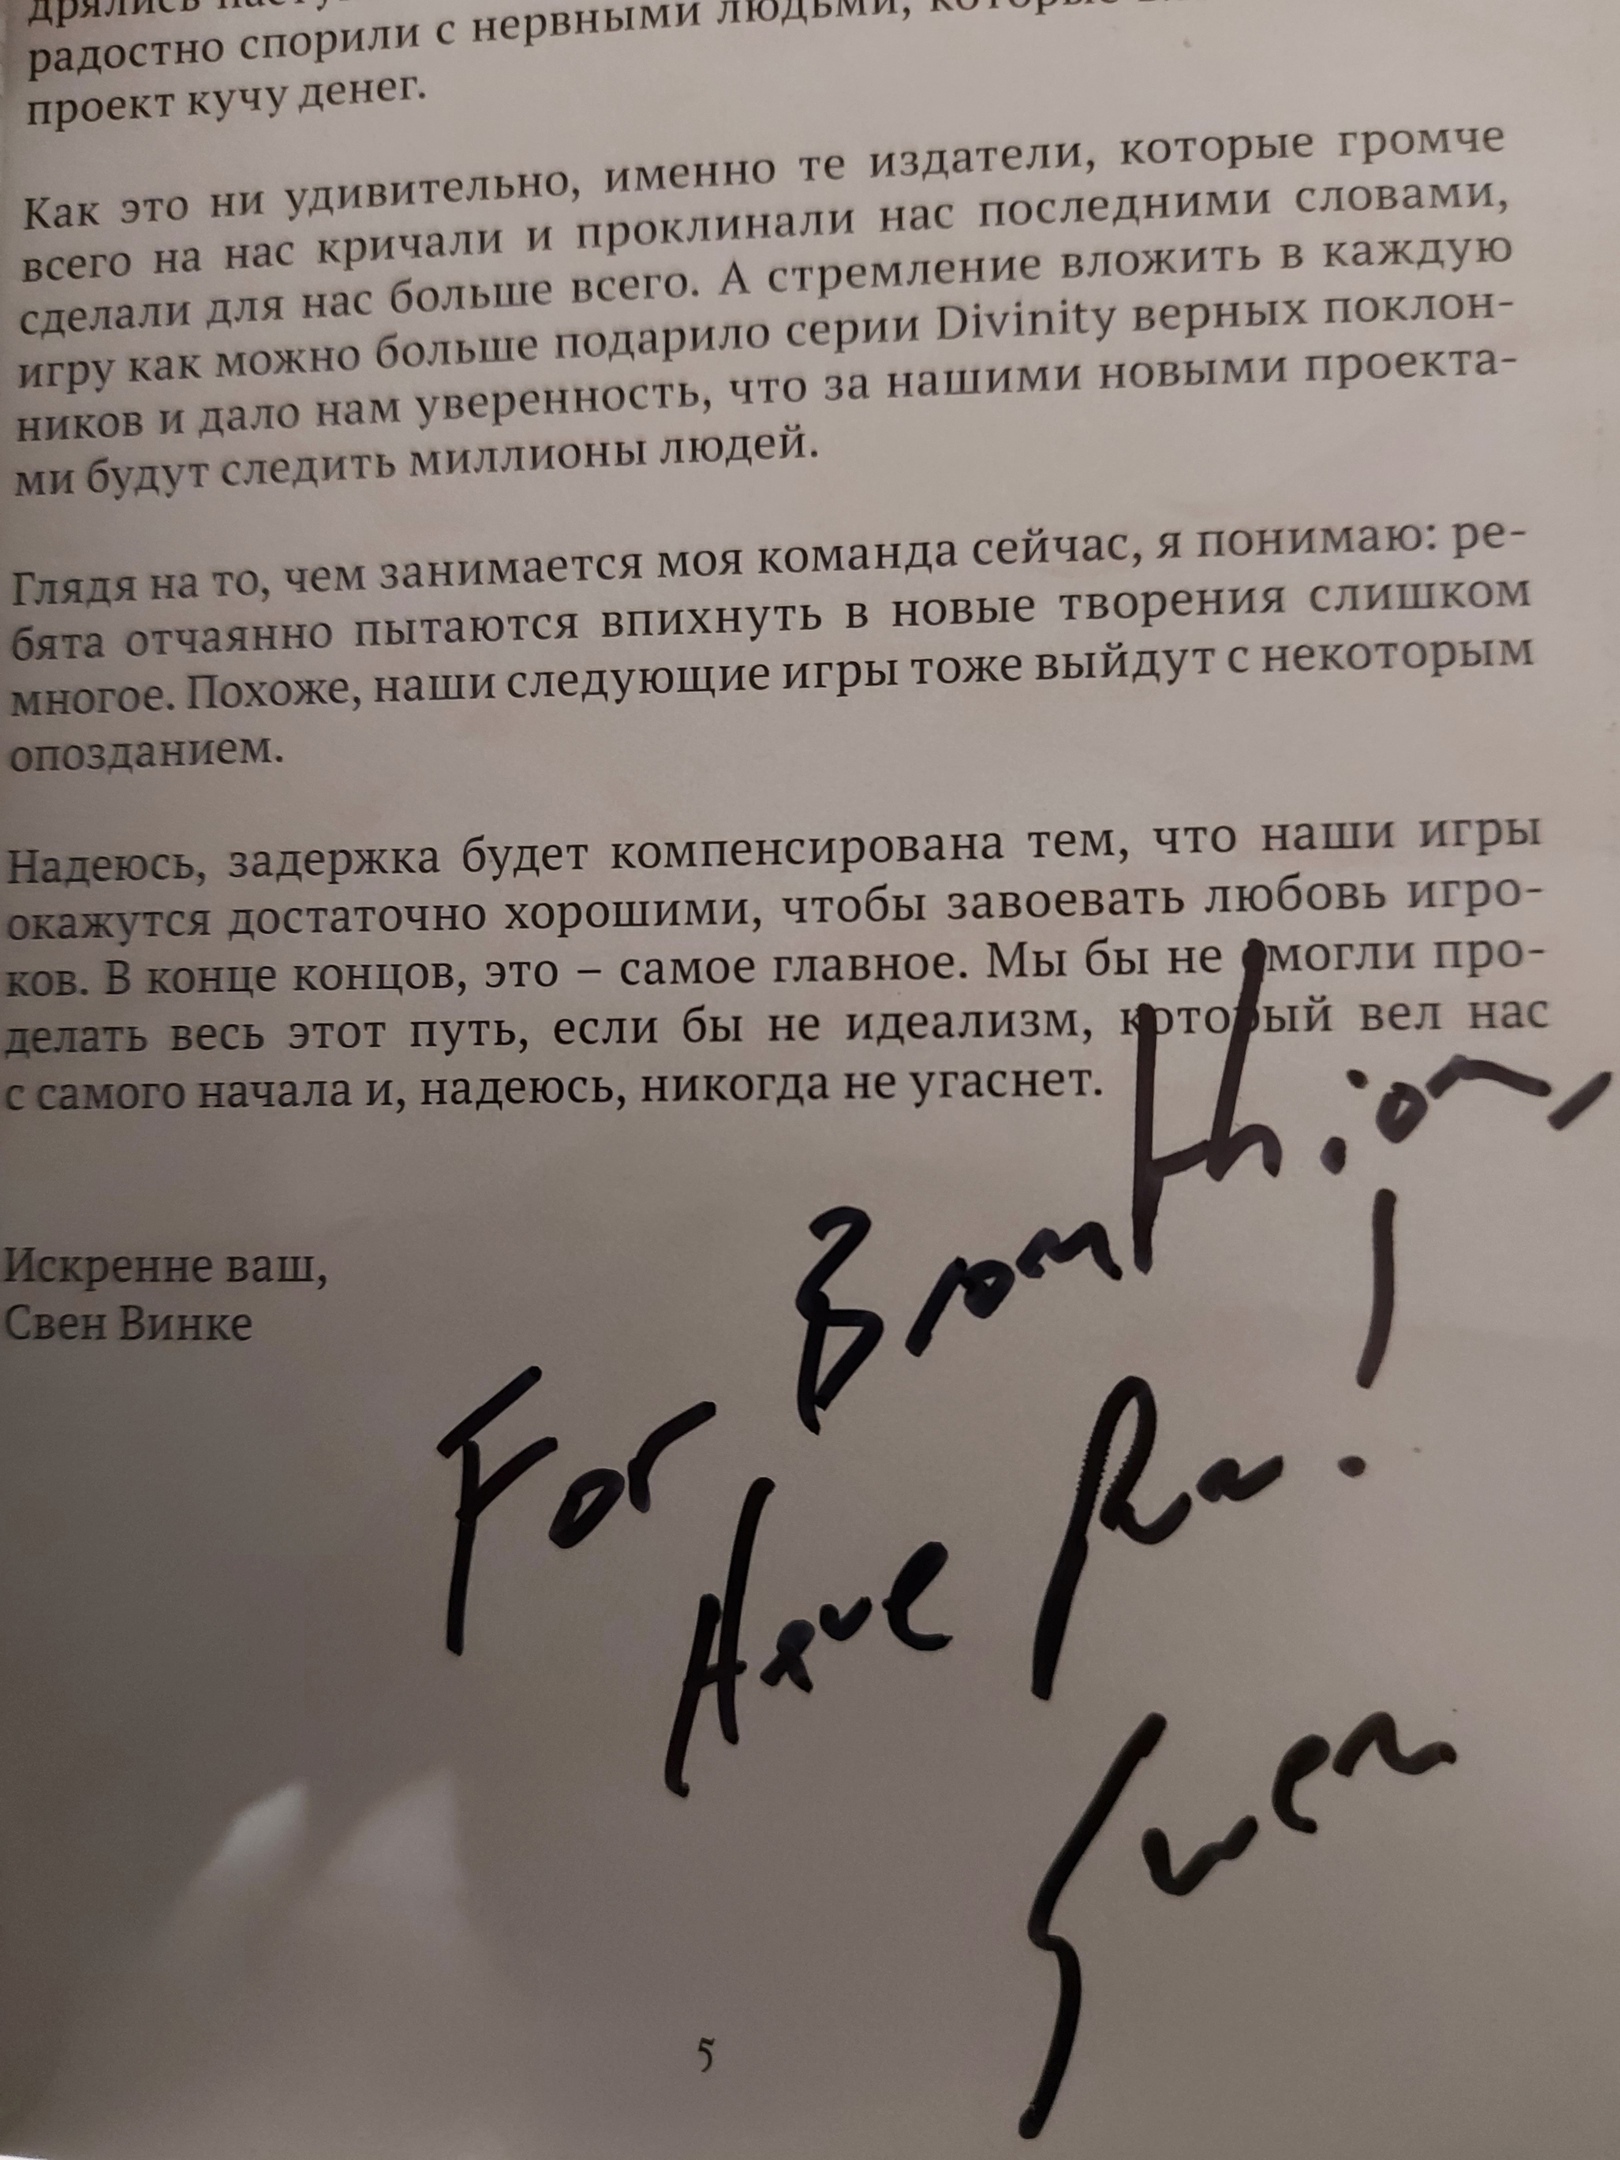 радостно спорили с нервными людьми, которые
проект кучу денег.
Как это ни удивительно, именно те издатели, которые громче
всего на нас кричали и проклинали нас последними словами,
сделали для нас больше всего. А стремление вложить в каждую
игру как можно больше подарило серии Divinity верных поклон-
ников и дало нам уверенность, что за нашими новыми проекта-
ми будут следить миллионы людей.
Глядя на то, чем занимается моя команда сейчас, я понимаю: ре-
бята отчаянно пытаются впихнуть в новые творения слишком
многое. Похоже, наши следующие игры тоже выйдут с некоторым
опозданием.
Надеюсь, задержка будет компенсирована тем, что наши игры
окажутся достаточно хорошими, чтобы завоевать любовь игро-
ков. В конце концов, это – самое главное. Мы бы не смогли про-
делать весь этот путь, если бы не идеализм, который вел нас
с самого начала и, надеюсь, никогда не угаснет.
Искренне ваш,
Свен Винке
For
Have Fun!
Swen
5